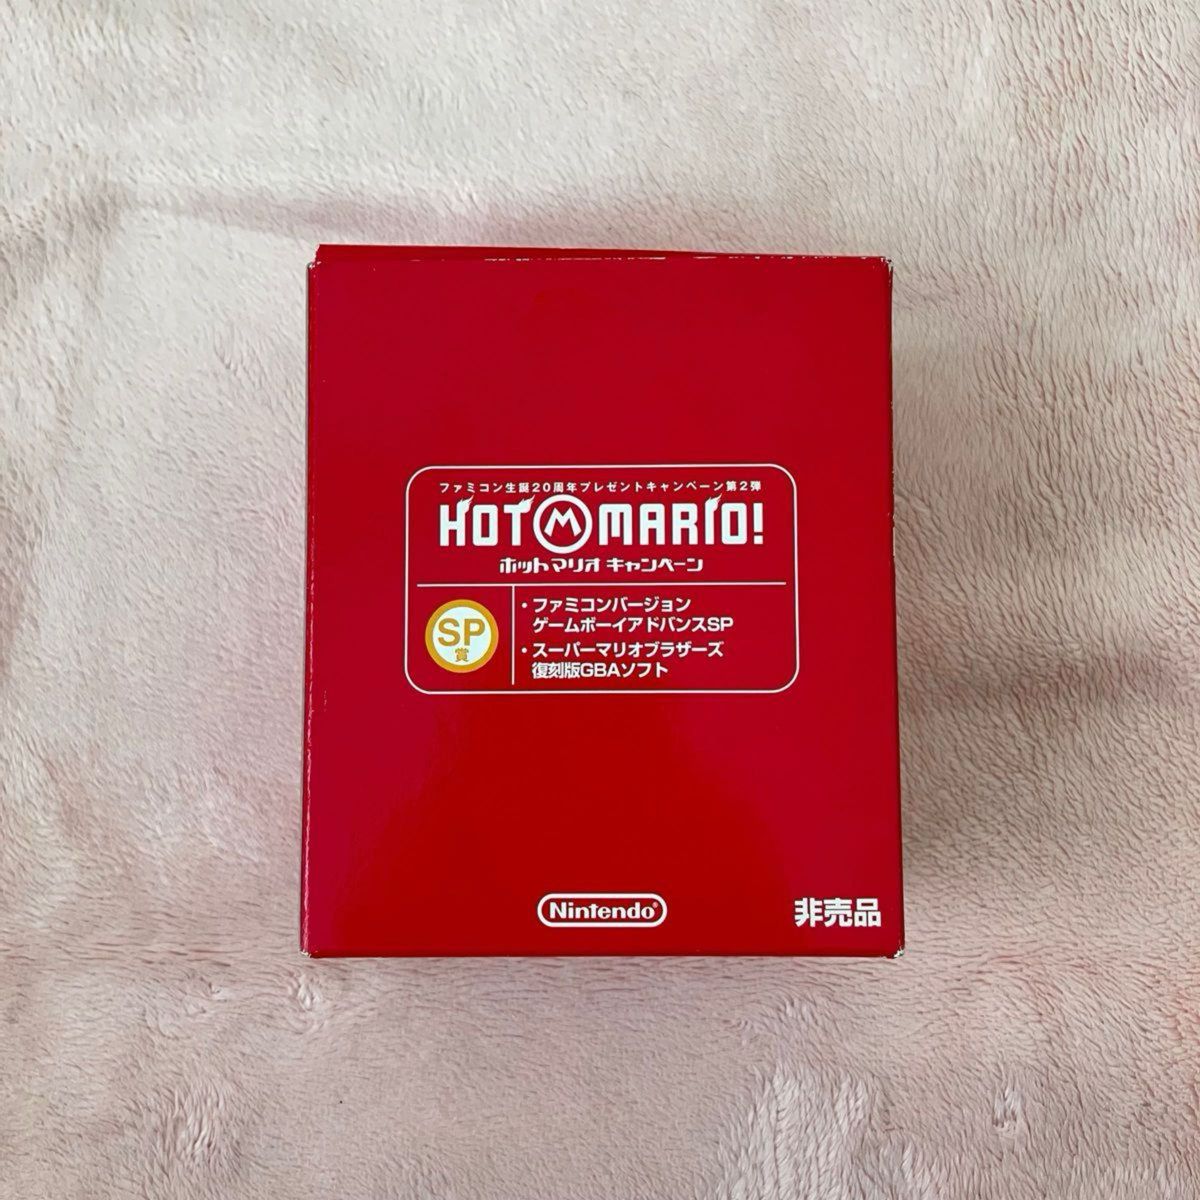 ファミコン生誕20周年プレゼントキャンペーン第2弾
HOT M MARIO!
ホットマリオ キャンペーン
SP賞
・ファミコンバージョン
ゲームボーイアドバンスSP
・スーパーマリオブラザーズ
復刻版GBAソフト
Nintendo®
非売品